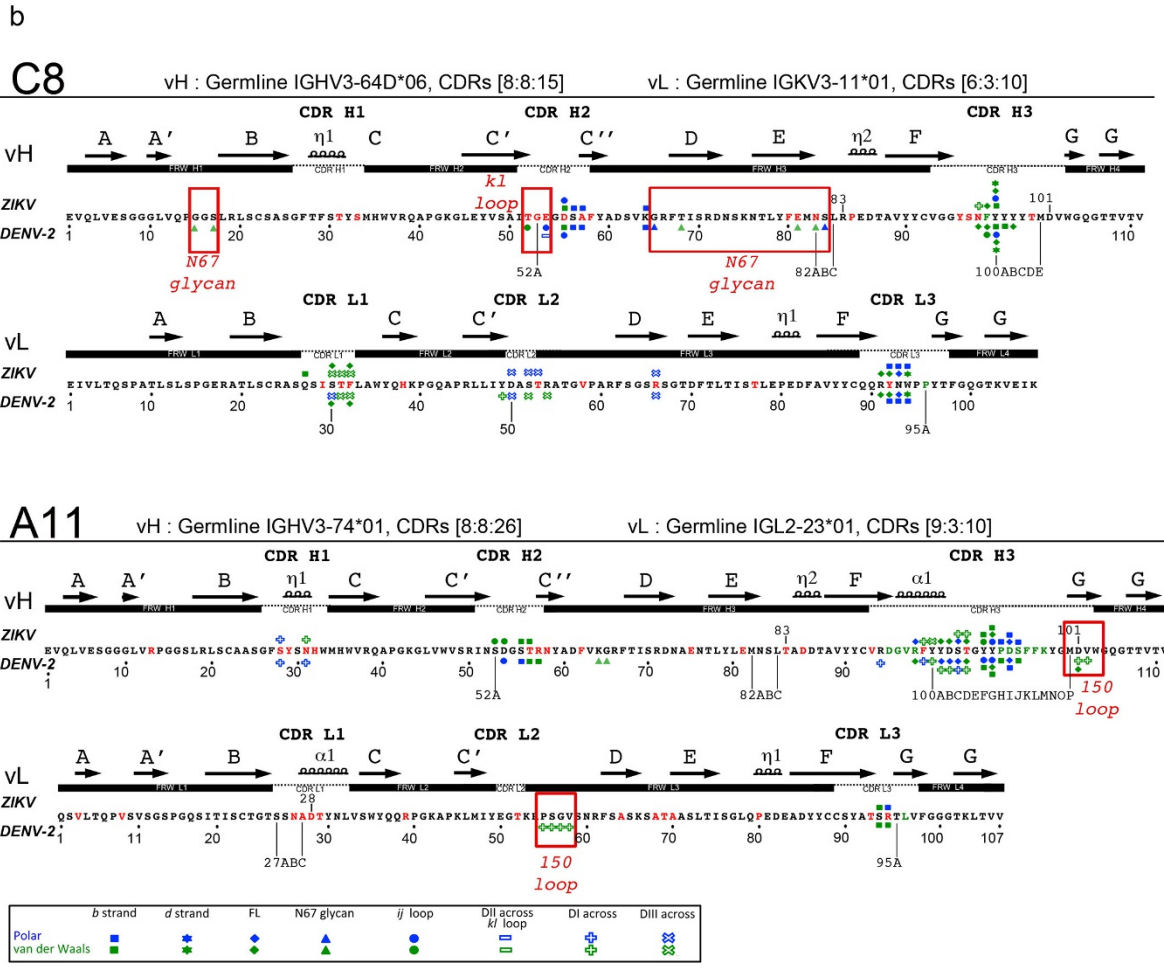 b
C8 vH : Germline IGHV3-64D*06, CDRs [8:8:15] vL : Germline IGKV3-11*01, CDRs [6:3:10]
CDR H1 CDR H2 CDR H3
A A' B η1 C C' C'' D E η2 F G G
vH
FRW H1 CDR H1 FRW H2 CDR H2 FRW H3 CDR H3 FRW H4
kl
loop
83 101
ZIKV
EVQLVESGGGLVQPGGSLRLSCSASGFTFSTYSMHWVRQAPGKGLEYVSAITGEGDSAFYADSVKGRFTISRDNSKNTLYFEMNSLRPEDTAVYYCVGGYSNFYYYYTMDVWGQGTTVTV
DENV-2
1 10 20 30 40 50 60 70 80 90 110
N67
glycan
52A
N67
glycan
82ABC
100ABCDE
CDR L1 CDR L2 CDR L3
A B C C' D E η1 F G G
vL
FRW L1 CDR L1 FRW L2 CDR L2 FRW L3 CDR L3 FRW L4
ZIKV
EIVLTQSPATLSLSPGERATLSCRASQSISTFLAWYQHKPGQAPRLLIYDASTRATGVPARFSGSRSGTDFTLTISTLEPEDFAVYYCQQRYNWPPYTFGQGTKVEIK
DENV-2
1 10 20 30 40 50 60 70 80 90 100
30 50 95A
A11 vH : Germline IGHV3-74*01, CDRs [8:8:26] vL : Germline IGL2-23*01, CDRs [9:3:10]
CDR H1 CDR H2 CDR H3
A A' B η1 C C' C'' D E η2 F α1 G G
vH
FRW H1 CDR H1 FRW H2 CDR H2 FRW H3 CDR H3 FRW H4
83 101
ZIKV
EVQLVESGGGLVRPGGSLRLSCAASGFSYSNHWMHWVRQAPGKGLVWVSRINSDGSTRNYADFVKGRFTISRDNAENTLYLEMNSLTADDTAVYYCVRDGVRFYYDSTGYYPDSFFKYGMDVWGQGTTVTV
DENV-2
1 10 20 30 40 50 60 70 80 90 110
52A
82ABC
100ABCDEFGHIJKLMNOP
150
loop
CDR L1 CDR L2 CDR L3
A A' B α1 C C' D E η1 F G G
vL
FRW L1 CDR L1 FRW L2 CDR L2 FRW L3 CDR L3 FRW L4
28
ZIKV
QSVLTQPVSVSGSPGQSITISCTGTSSNADTYNLVSWYQQRPGKAPKLMIYEGTKRPSGVSNRFSASKSATAASLTISGLQPEDEADYYCCSYATSRTLVFGGGTKLTVV
DENV-2
1 10 20 30 40 50 60 70 80 90 100 107
27ABC
150
loop
95A
b strand d strand FL N67 glycan ij loop DII across DI across DIII across
kl loop
Polar
van der Waals